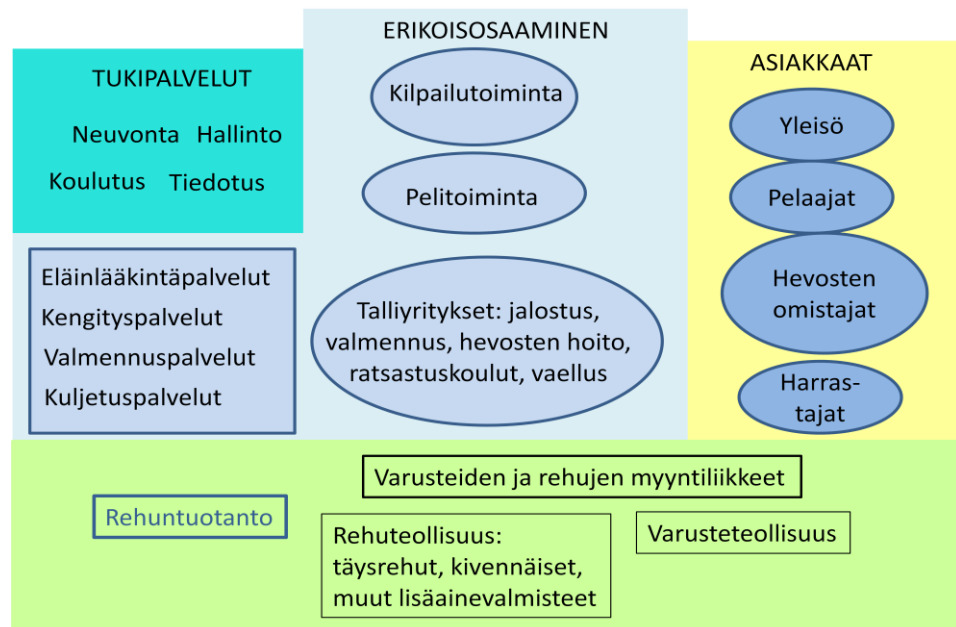 TUKIPALVELUT
Neuvonta Hallinto
Koulutus Tiedotus
Eläinlääkintäpalvelut
Kengityspalvelut
Valmennuspalvelut
Kuljetuspalvelut
ERIKOISOSAAMINEN
Kilpailutoiminta
Pelitoiminta
Talliyritykset: jalostus,
valmennus, hevosten hoito,
ratsastuskoulut, vaellus
ASIAKKAAT
Yleisö
Pelaajat
Hevosten
omistajat
Harras-
tajat
Varusteiden ja rehujen myyntiliikkeet
Rehuntuotanto
Rehuteollisuus:
täysrehut, kivennäiset,
muut lisäainevalmisteet
Varusteteollisuus